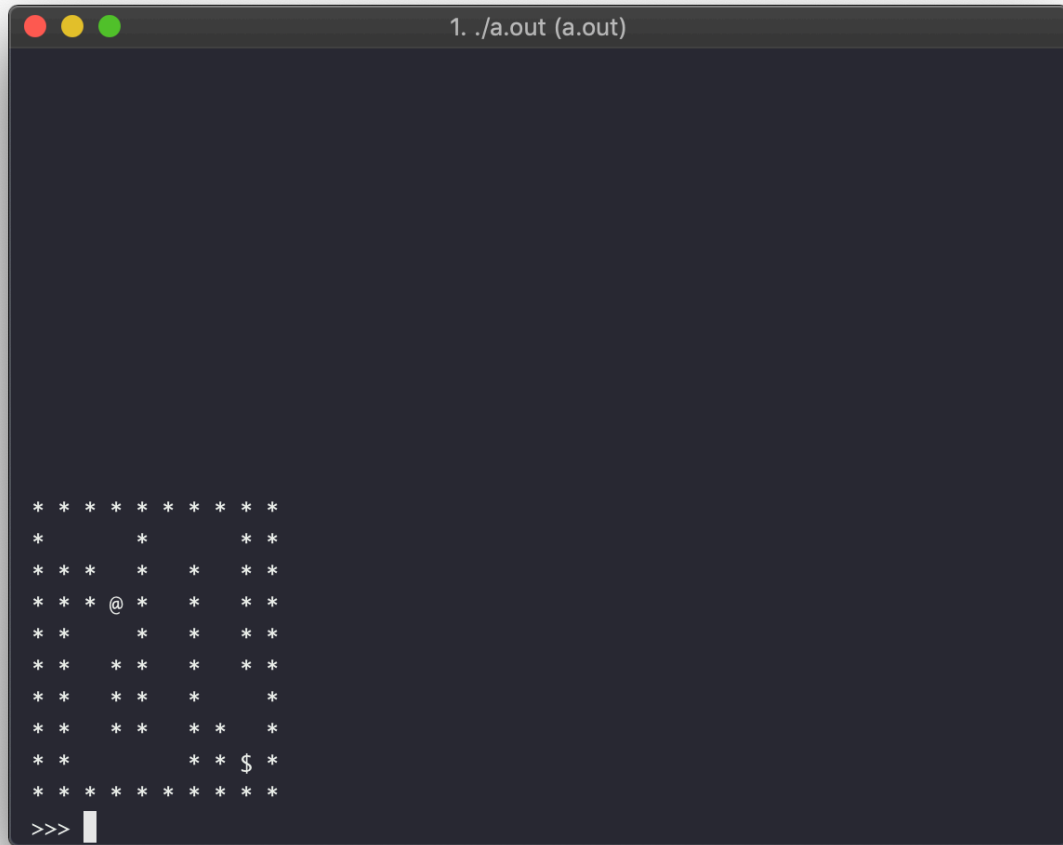 1. ./a.out (a.out)
* * * * * * * * * *
*       *       * *
* * *   *   *   * *
* * * @ *   *   * *
* *     *   *   * *
* *   * *   *   * *
* *   * *   *     *
* *   * *   * *   *
* *         * * $ *
* * * * * * * * * *
>>>